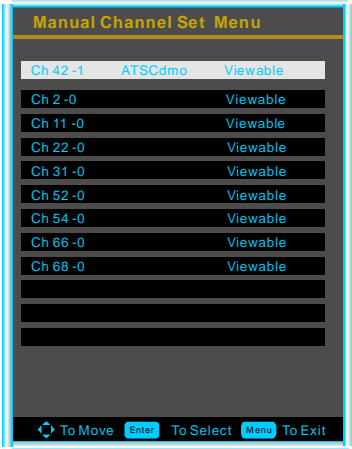 Manual Channel Set Menu
Ch 42 -1 ATSCdmo Viewable
Ch 2 -0 Viewable
Ch 11 -0 Viewable
Ch 22 -0 Viewable
Ch 31 -0 Viewable
Ch 52 -0 Viewable
Ch 54 -0 Viewable
Ch 66 -0 Viewable
Ch 68 -0 Viewable
To Move Enter To Select Menu To Exit